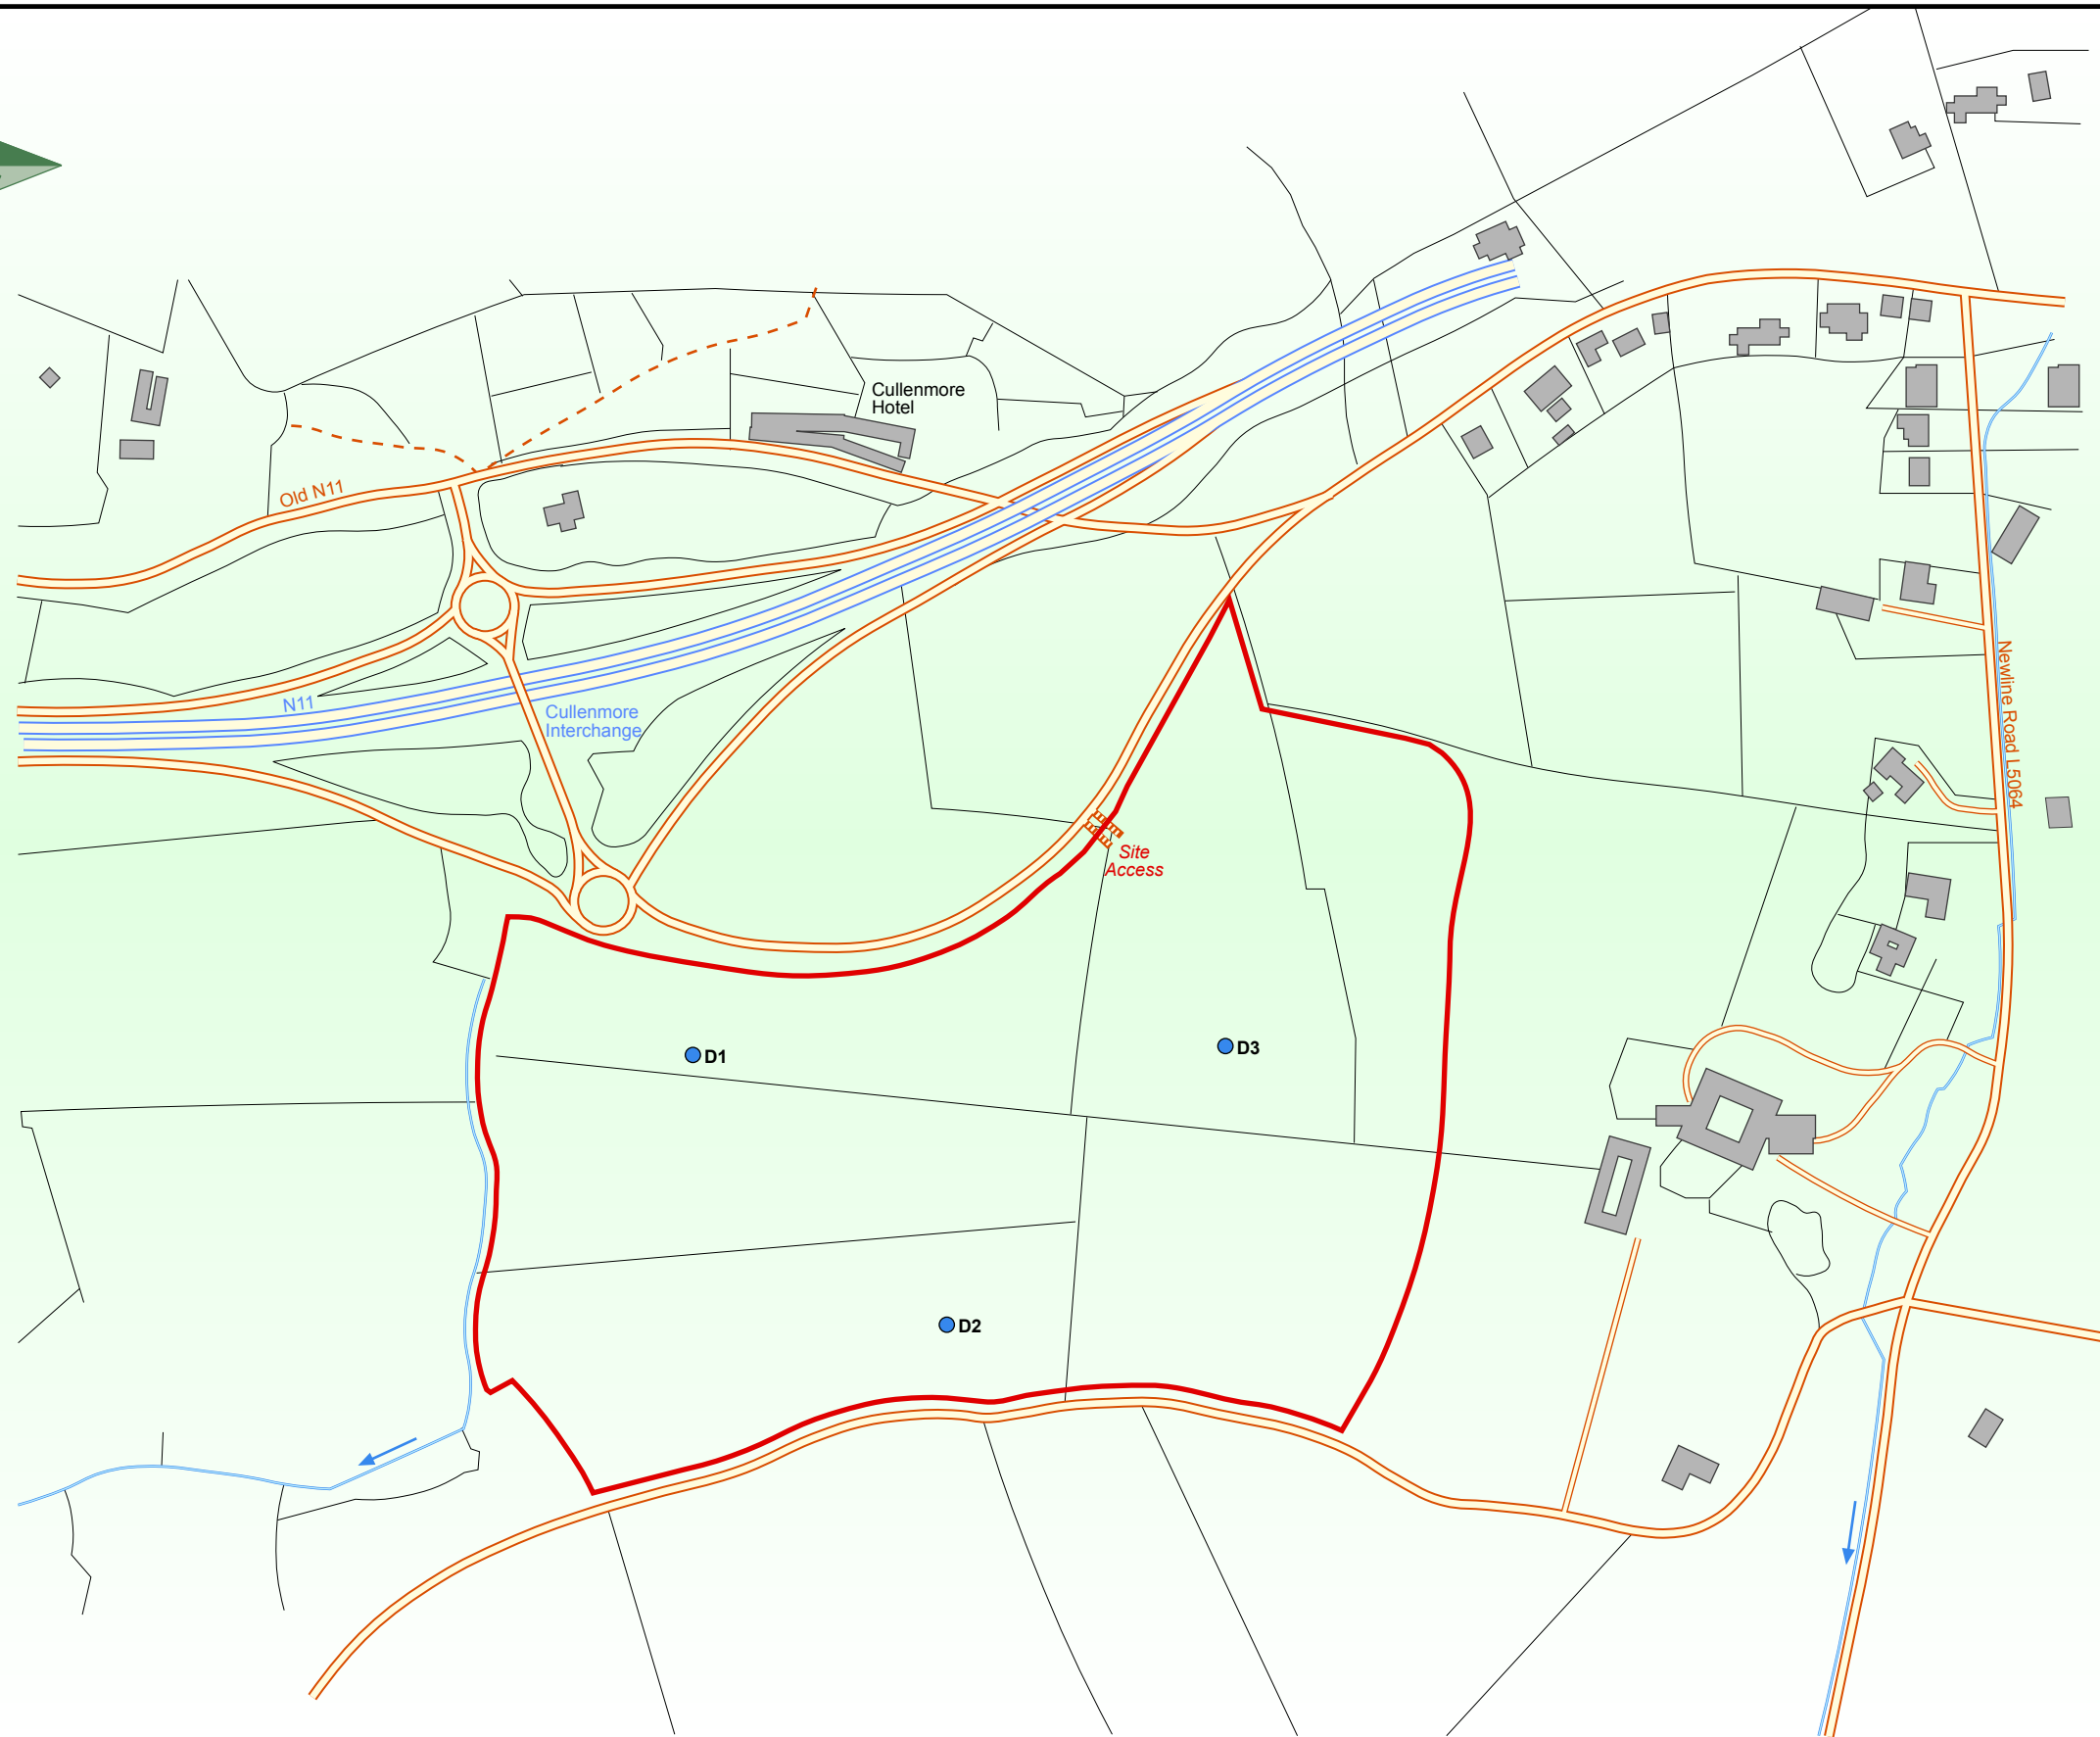 Cullenmore
Hotel
Old N11
N11
Cullenmore
Interchange
Newline Road L5064
Site
Access
D1
D3
D2